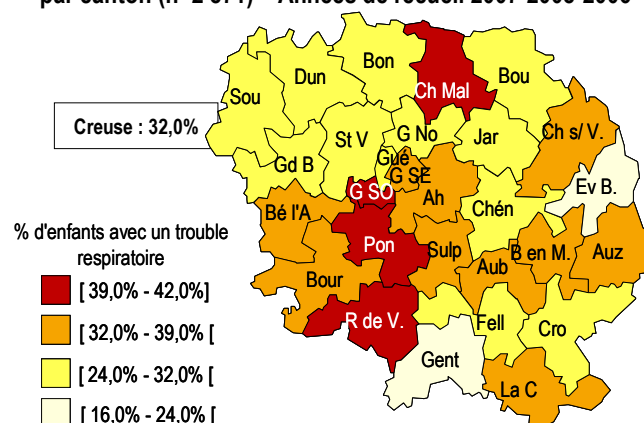 Bon
Dun
Ch Mal
Bou
Sou
Creuse : 32,0%
St V
G No
Jar
Ch s/ V.
Gd B
Gué
G SE
Ev B.
G SO
Ah
Bé l'A
Chén
% d'enfants avec un trouble
respiratoire
Pon
Sulp
B en M.
Auz
Aub
Bour
[ 39,0% - 42,0%]
R de V.
[ 32,0% - 39,0% [
Fell
Cro
Gent
[ 24,0% - 32,0% [
La C
[ 16,0% - 24,0% [